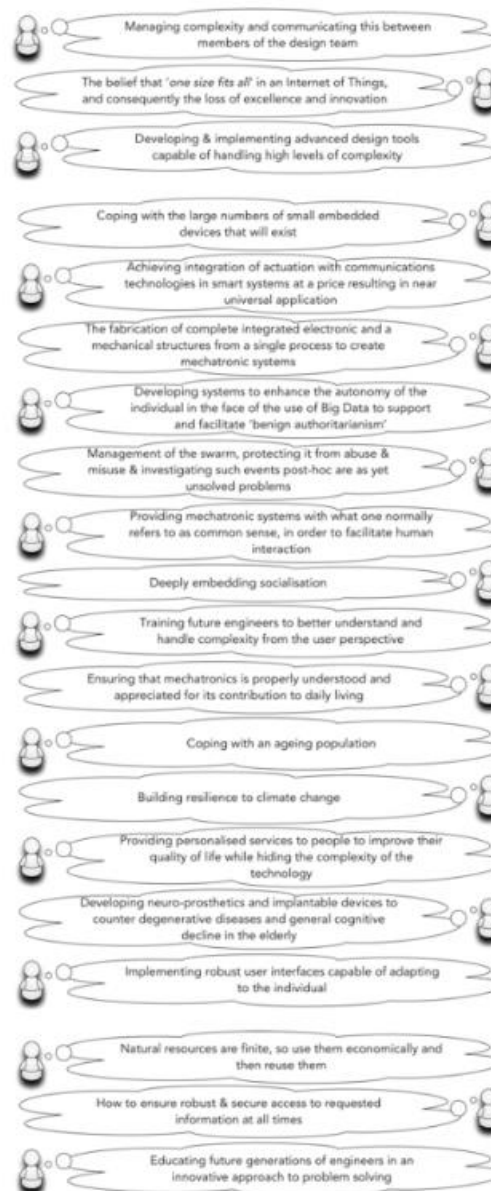 Managing complexity and communicating this between
members of the design team
The belief that 'one size fits all' in an Internet of Things,
and consequently the loss of excellence and innovation
Developing & implementing advanced design tools
capable of handling high levels of complexity
Coping with the large numbers of small embedded
devices that will exist
Achieving integration of actuation with communications
technologies in smart systems at a price resulting in near
universal application
The fabrication of complete integrated electronic and a
mechanical structures from a single process to create
mechatronic systems
Developing systems to enhance the autonomy of the
individual in the face of the use of Big Data to support
and facilitate 'benign authoritarianism'
Management of the swarm, protecting it from abuse &
misuse & investigating such events post-hoc are as yet
unsolved problems
Providing mechatronic systems with what one normally
refers to as common sense, in order to facilitate human
interaction
Deeply embedding socialisation
Training future engineers to better understand and
handle complexity from the user perspective
Ensuring that mechatronics is properly understood and
appreciated for its contribution to daily living
Coping with an ageing population
Building resilience to climate change
Providing personalised services to people to improve their
quality of life while hiding the complexity of the
technology
Developing neuro-prosthetics and implantable devices to
counter degenerative diseases and general cognitive
decline in the elderly
Implementing robust user interfaces capable of adapting
to the individual
Natural resources are finite, so use them economically and
then reuse them
How to ensure robust & secure access to requested
information at all times
Educating future generations of engineers in an
innovative approach to problem solving